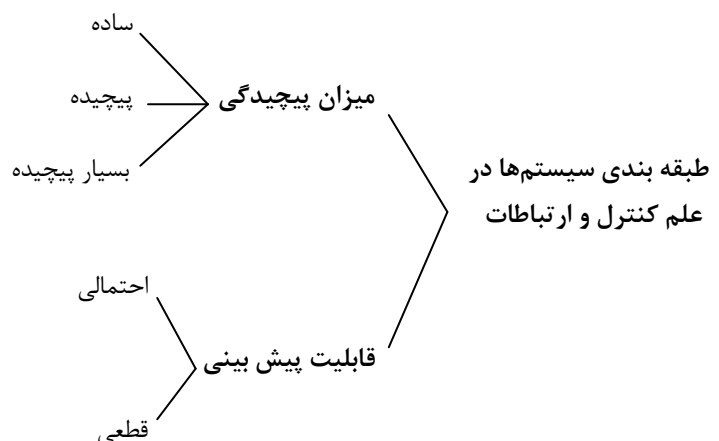 طبقه بندی سیستم‌ها در
علم کنترل و ارتباطات
میزان پیچیدگی
ساده
پیچیده
بسیار پیچیده
قابلیت پیش بینی
احتمالی
قطعی